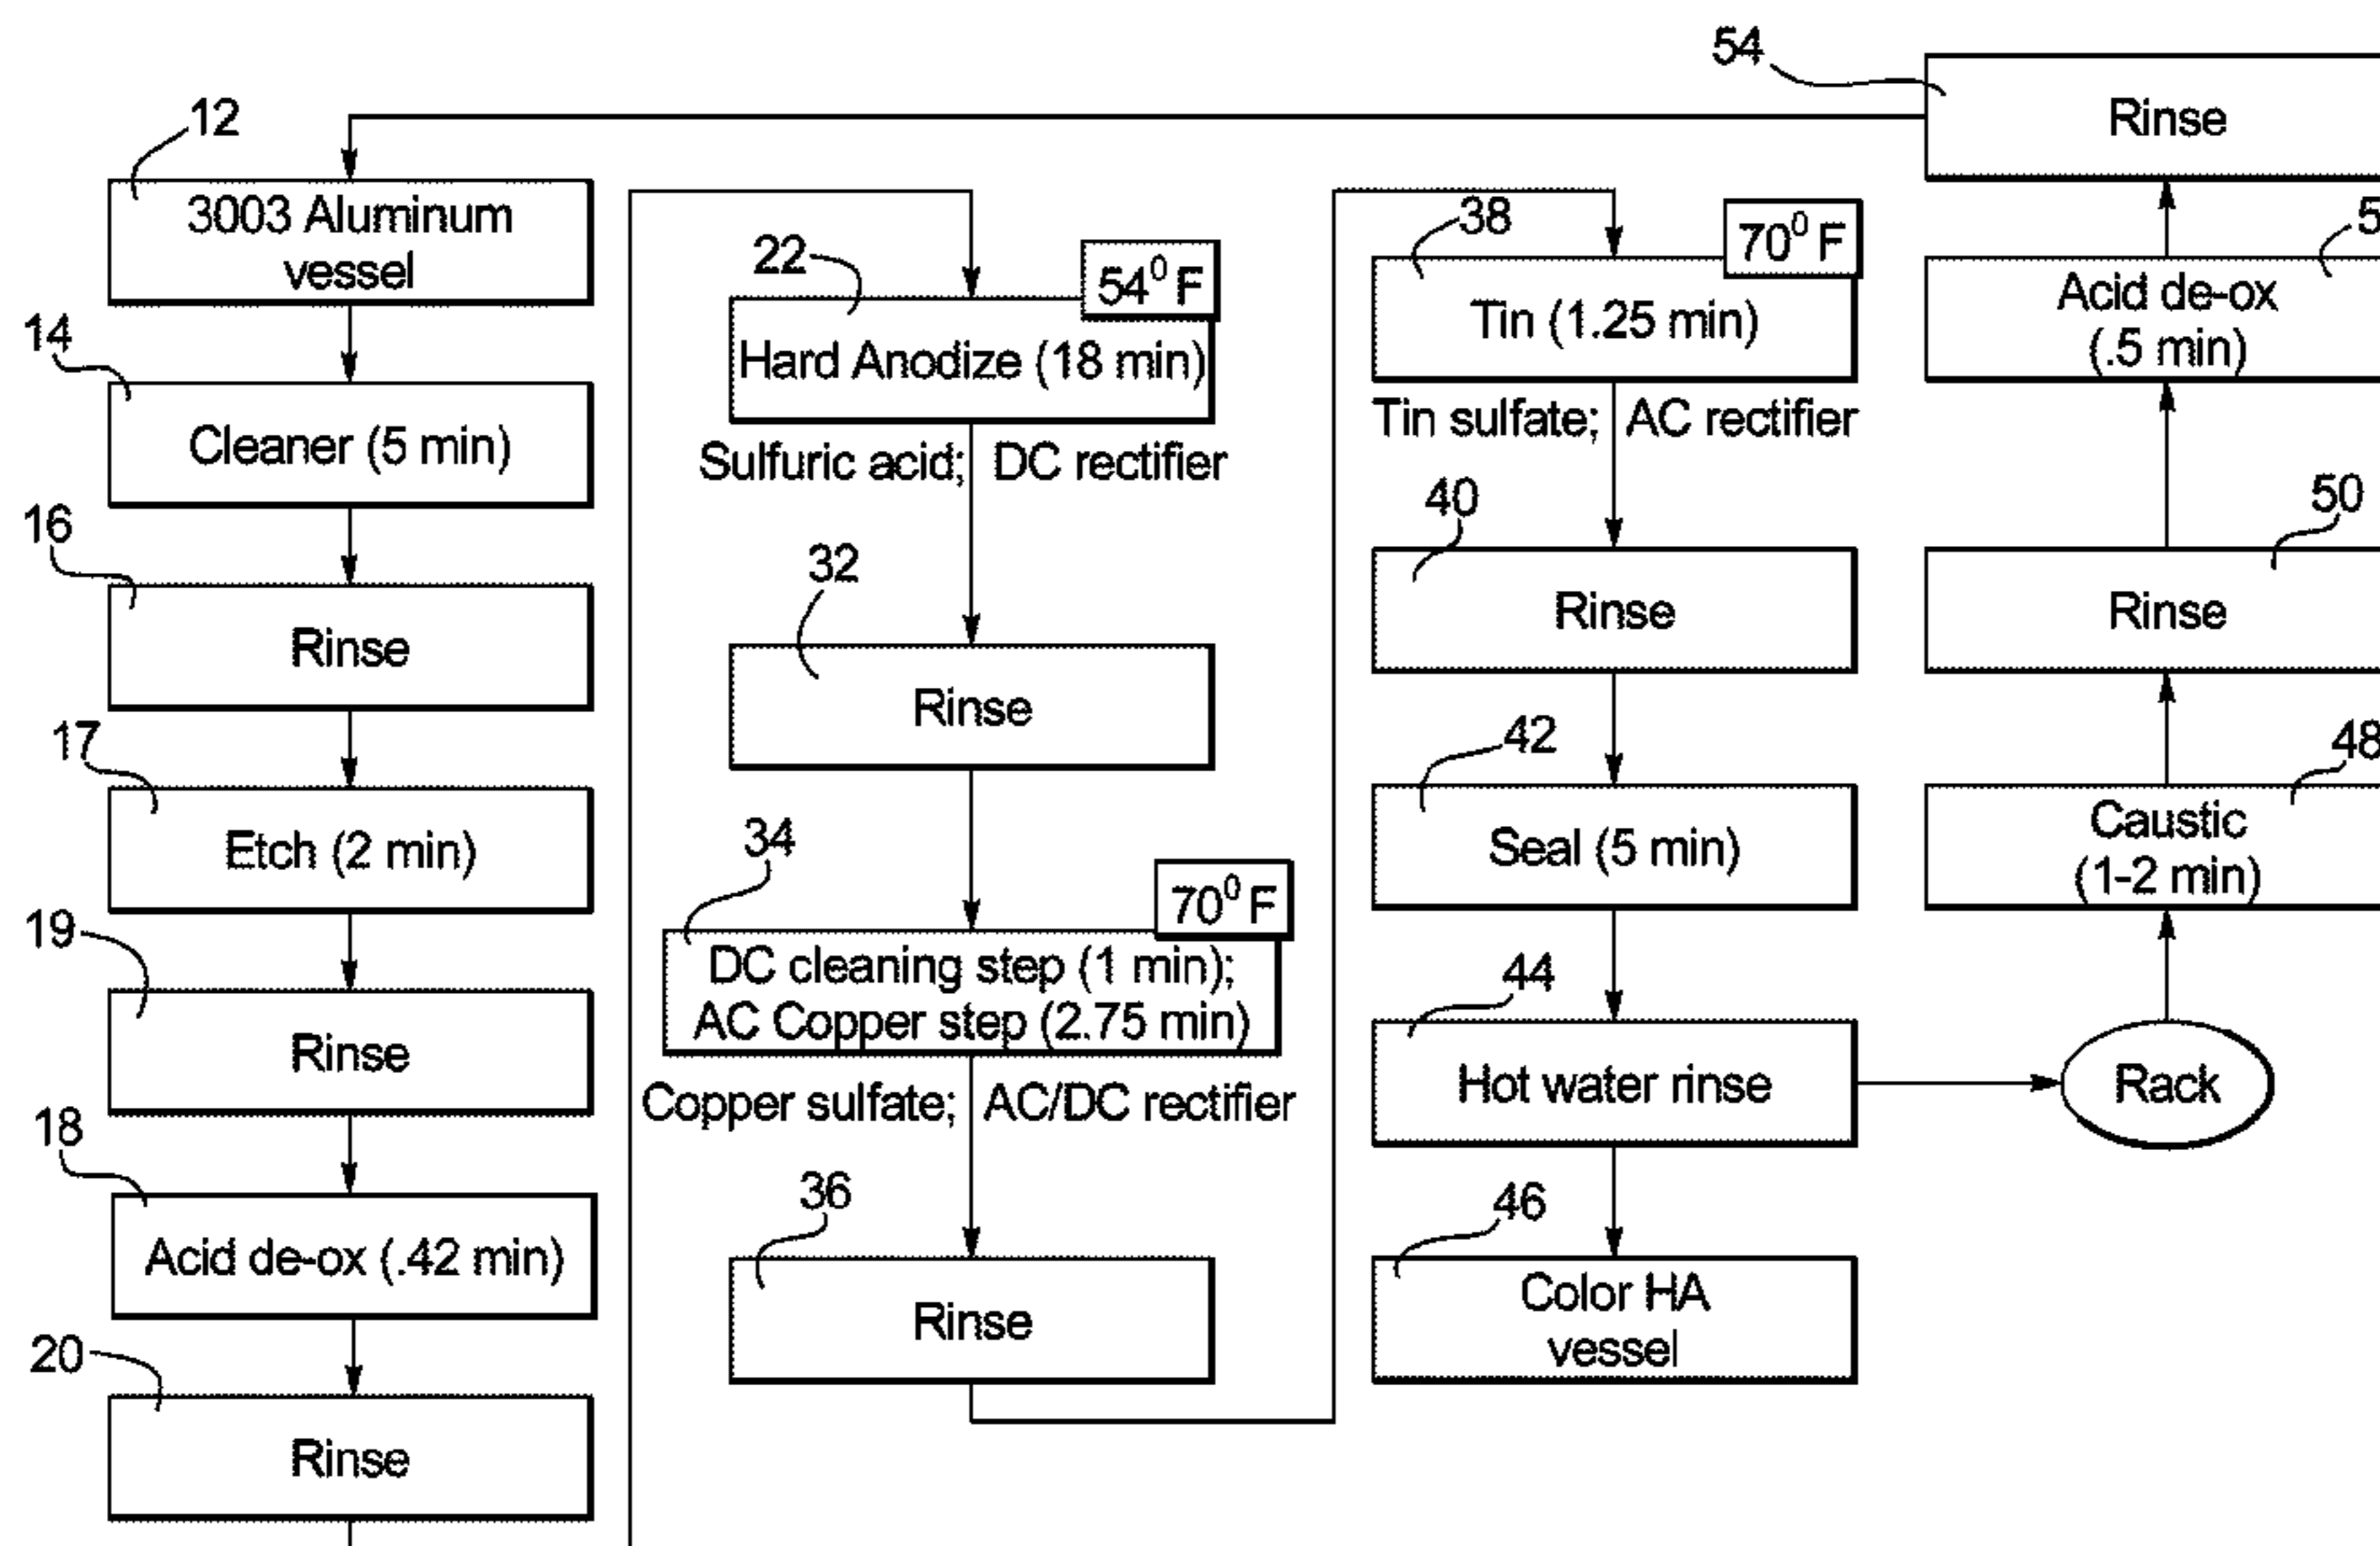 12
3003 Aluminum
vessel
14
Cleaner (5 min)
16
Rinse
17
Etch (2 min)
19
Rinse
18
Acid de-ox (.42 min)
20
Rinse
22
54⁰ F
Hard Anodize (18 min)
Sulfuric acid; DC rectifier
32
Rinse
34
70⁰ F
DC cleaning step (1 min);
AC Copper step (2.75 min)
Copper sulfate; AC/DC rectifier
36
Rinse
38
70⁰ F
Tin (1.25 min)
Tin sulfate; AC rectifier
40
Rinse
42
Seal (5 min)
44
Hot water rinse
46
Color HA
vessel
Rack
48
Caustic
(1-2 min)
50
Rinse
Acid de-ox
(.5 min)
54
Rinse